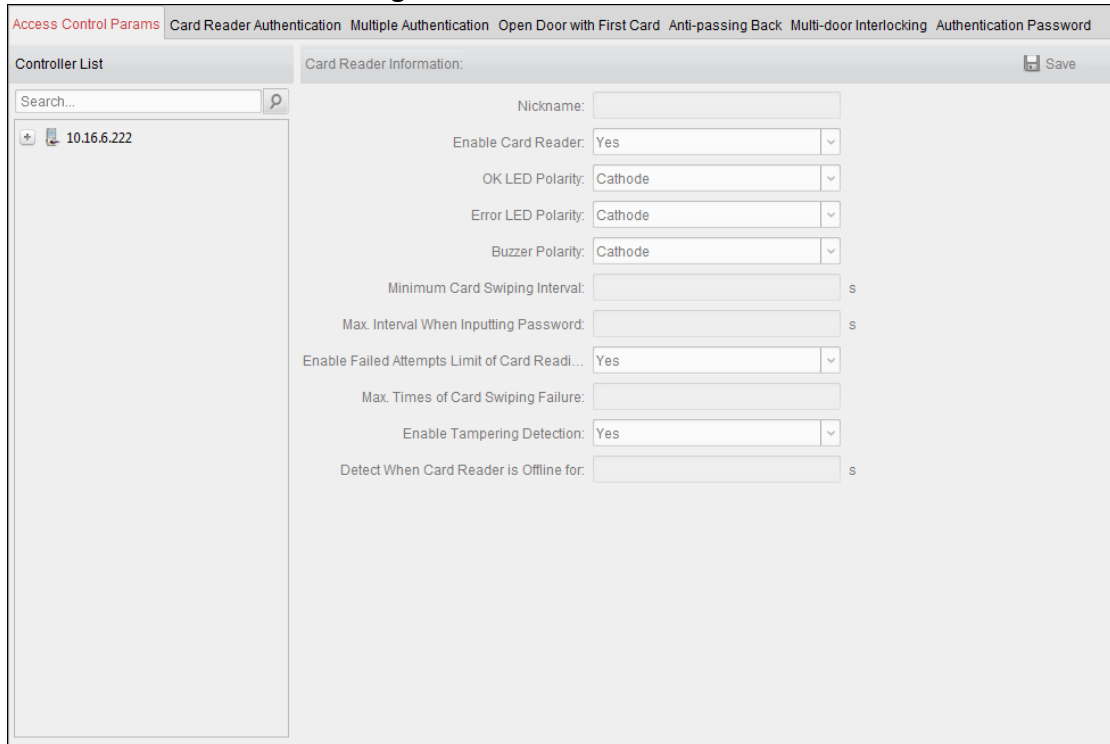 Access Control Params Card Reader Authentication Multiple Authentication Open Door with First Card Anti-passing Back Multi-door Interlocking Authentication Password
Controller List
Card Reader Information:
Save
Search...
10.16.6.222
Nickname:
Enable Card Reader: Yes
OK LED Polarity: Cathode
Error LED Polarity: Cathode
Buzzer Polarity: Cathode
Minimum Card Swiping Interval: s
Max. Interval When Inputting Password: s
Enable Failed Attempts Limit of Card Readi... Yes
Max. Times of Card Swiping Failure:
Enable Tampering Detection: Yes
Detect When Card Reader is Offline for: s